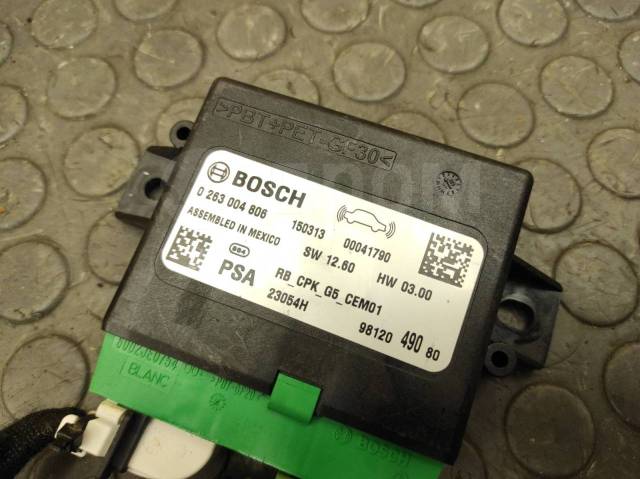 >PBT+PET-GF30<
BOSCH
0 263 004 806
150313
00041790
ASSEMBLED IN MEXICO
SW 12.60
HW 03.00
PSA
RB_CPK_G5_CEM01
23054H
98120 490 80
BLANC
BOSCH